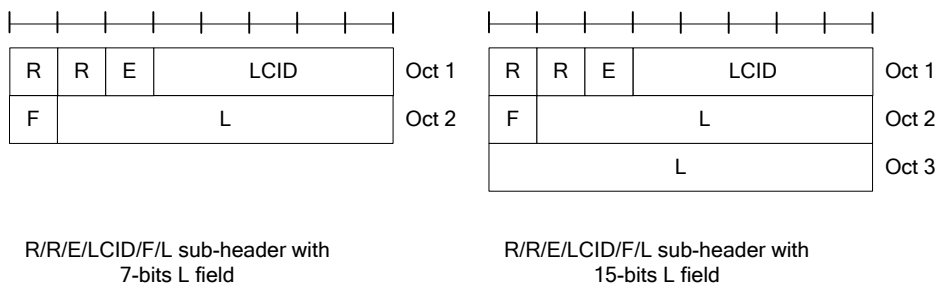 R R E LCID Oct 1
F L Oct 2
R/R/E/LCID/F/L sub-header with
7-bits L field
R R E LCID Oct 1
F L Oct 2
L Oct 3
R/R/E/LCID/F/L sub-header with
15-bits L field